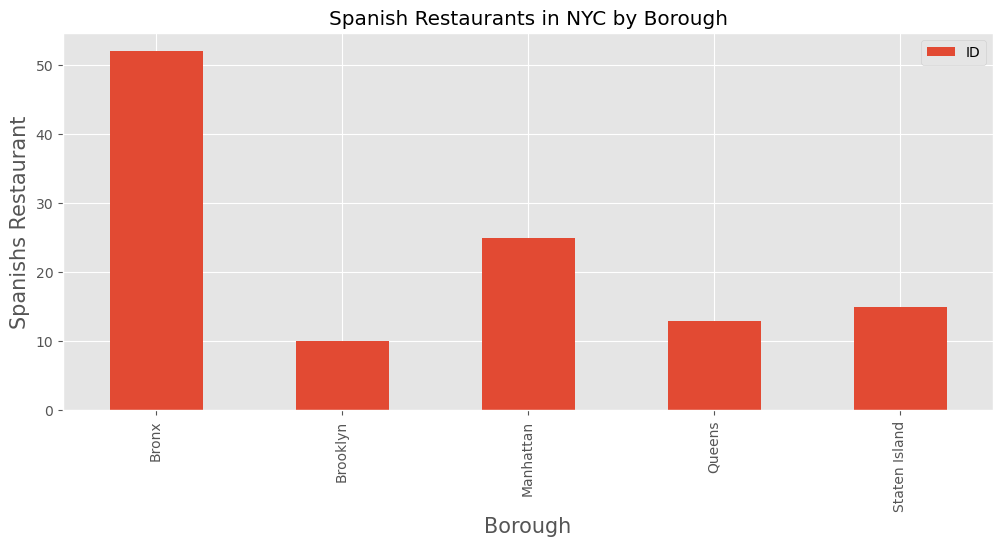 Spanish Restaurants in NYC by Borough
ID
Spanishs Restaurant
50
40
30
20
10
0
Bronx
Brooklyn
Manhattan
Queens
Staten Island
Borough